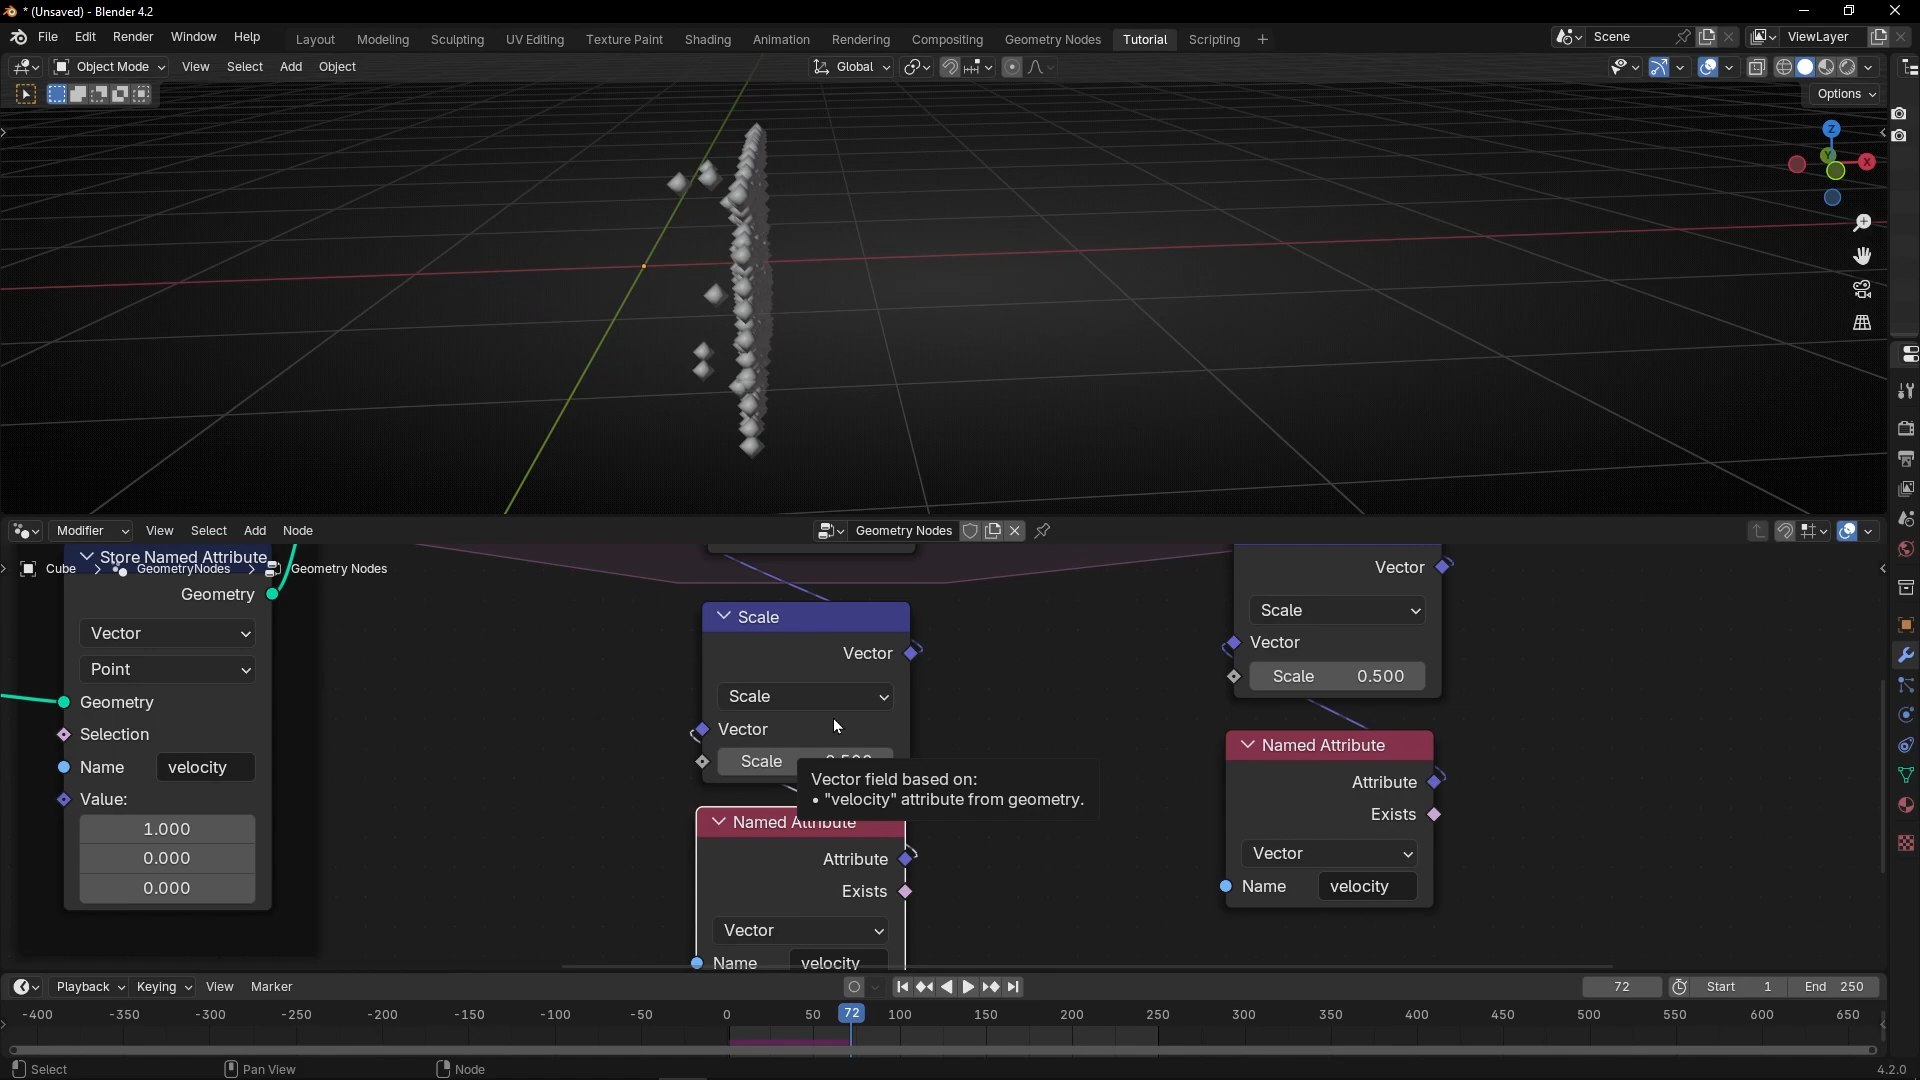 * (Unsaved) - Blender 4.2
File Edit Render Window Help
Layout Modeling Sculpting UV Editing Texture Paint Shading Animation Rendering Compositing Geometry Nodes Tutorial Scripting +
Scene
ViewLayer
Object Mode View Select Add Object
Global
Options
Z
Y
X
Modifier View Select Add Node
Geometry Nodes
Store Named Attribute
Cube > GeometryNodes > Geometry Nodes
Geometry
Vector
Point
Geometry
Selection
Name velocity
Value:
1.000
0.000
0.000
Scale
Vector
Scale
Vector
Scale 0.500
Vector field based on:
• "velocity" attribute from geometry.
Named Attribute
Attribute
Exists
Vector
Name velocity
Vector
Scale
Vector
Scale 0.500
Named Attribute
Attribute
Exists
Vector
Name velocity
Playback Keying View Marker
72
Start 1
End 250
-400 -350 -300 -250 -200 -150 -100 -50 0 50 72 100 150 200 250 300 350 400 450 500 550 600 650
Select
Pan View
Node
4.2.0